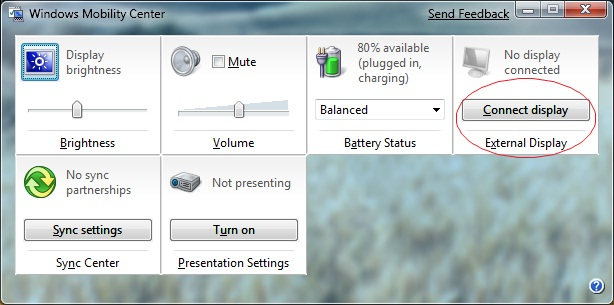 Windows Mobility Center
Send Feedback
Display
brightness
Brightness
Mute
Volume
80% available
(plugged in,
charging)
Balanced
Battery Status
No display
connected
Connect display
External Display
No sync
partnerships
Sync settings
Sync Center
Not presenting
Turn on
Presentation Settings
?